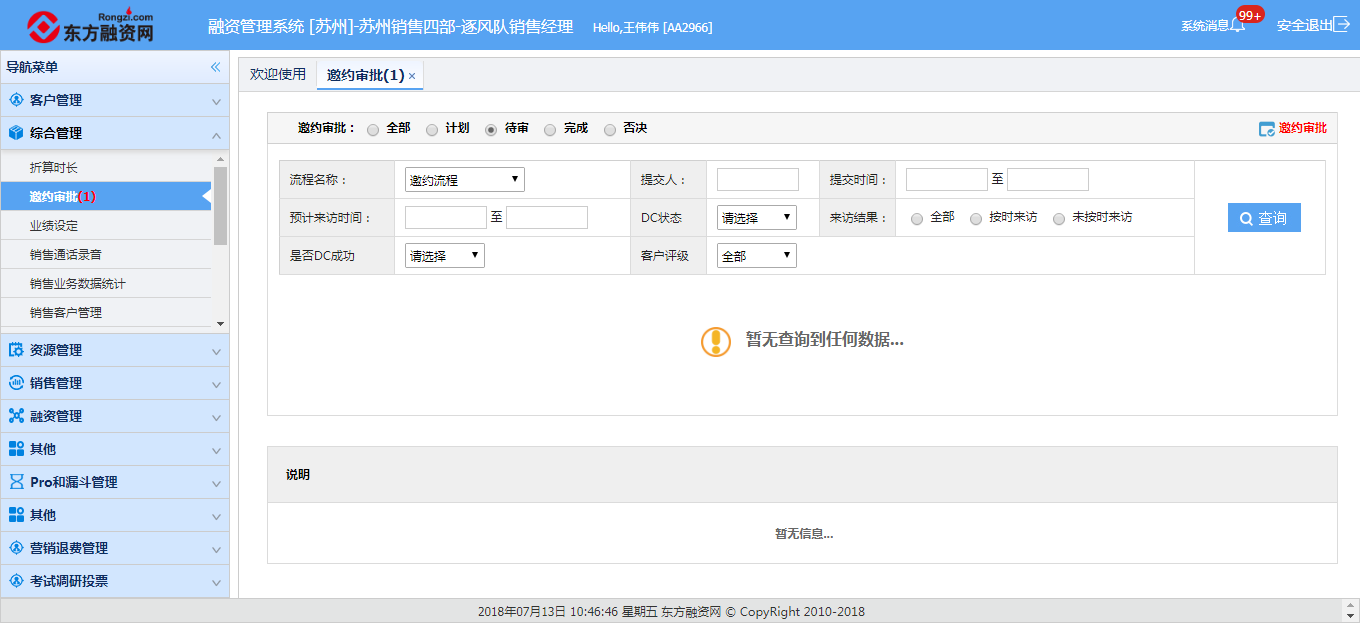 Rongzi.com
东方融资网
融资管理系统 [苏州]-苏州销售四部-逐风队销售经理 Hello,王伟伟 [AA2966]
系统消息 99+ 安全退出
导航菜单
欢迎使用 邀约审批(1) ×
客户管理
综合管理
折算时长
邀约审批(1)
业绩设定
销售通话录音
销售业务数据统计
销售客户管理
资源管理
销售管理
融资管理
其他
Pro和漏斗管理
其他
营销退费管理
考试调研投票
邀约审批： 全部 计划 待审 完成 否决 邀约审批
流程名称： 邀约流程 提交人： 提交时间： 至
预计来访时间： 至 DC状态 请选择 来访结果： 全部 按时来访 未按时来访 查询
是否DC成功 请选择 客户评级 全部
暂无查询到任何数据...
说明
暂无信息...
2018年07月13日 10:46:46 星期五 东方融资网 © CopyRight 2010-2018